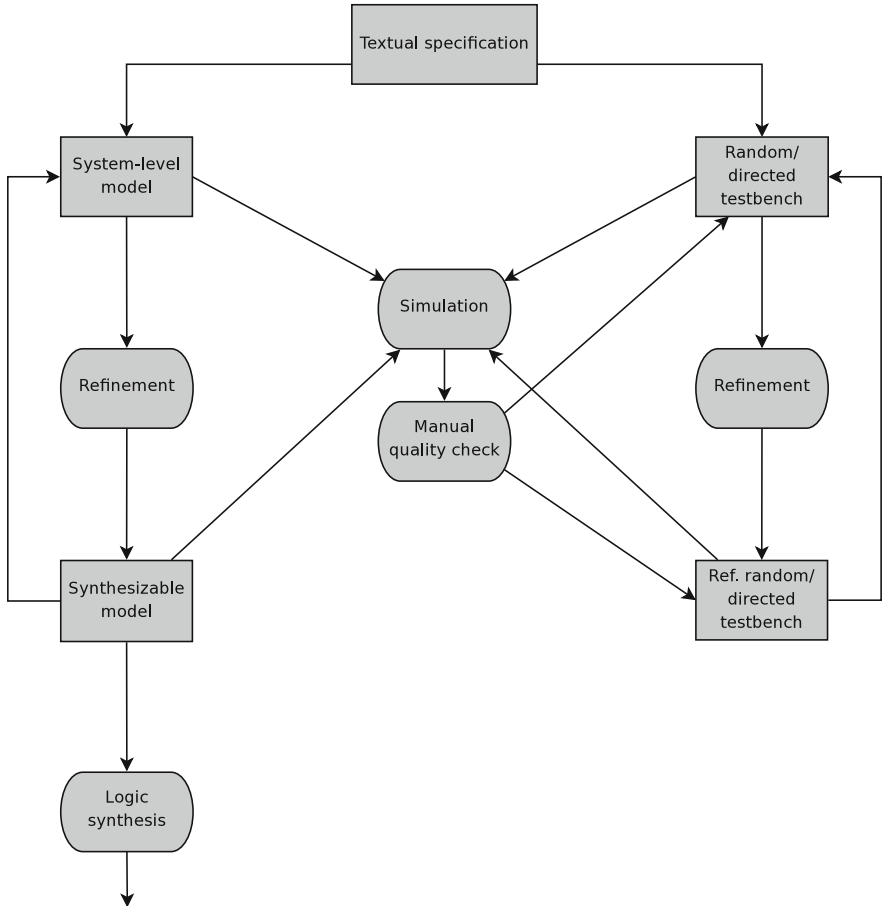 Textual specification
System-level
model
Random/
directed
testbench
Simulation
Refinement
Manual
quality check
Refinement
Synthesizable
model
Ref. random/
directed
testbench
Logic
synthesis